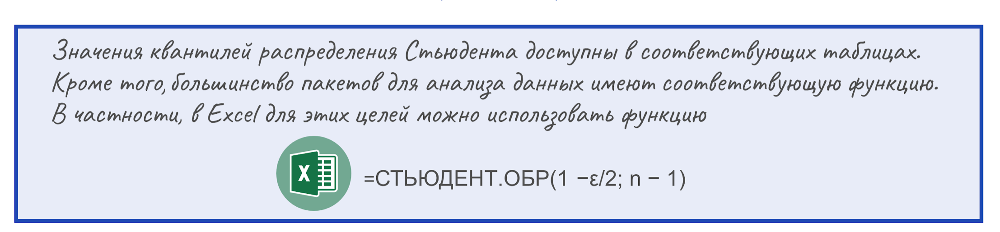 Значения квантилей распределения Стьюдента доступны в соответствующих таблицах.
Кроме того, большинство пакетов для анализа данных имеют соответствующую функцию.
В частности, в Excel для этих целей можно использовать функцию
=СТЬЮДЕНТ.ОБР(1 −ε/2; n − 1)